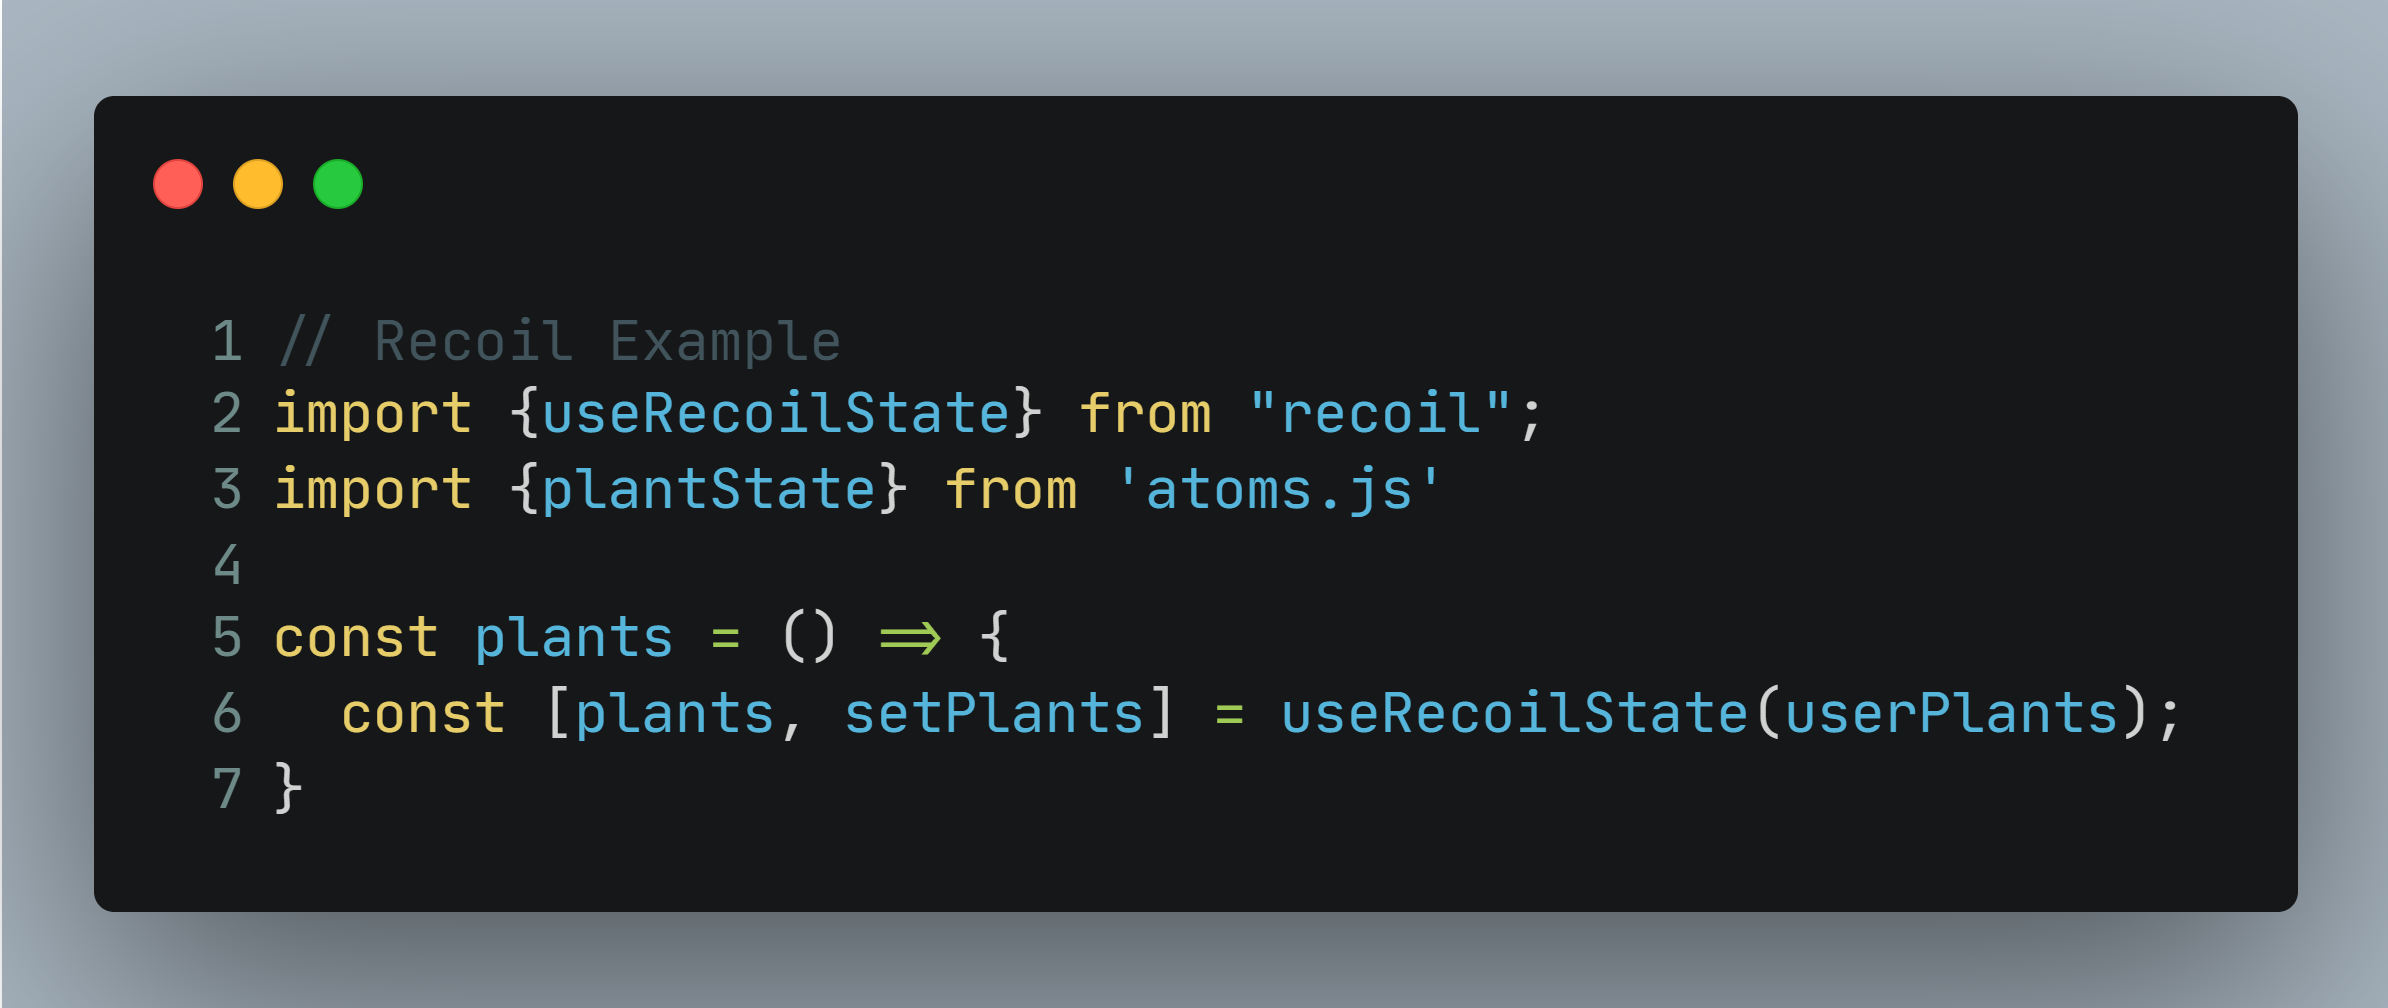 1 // Recoil Example
2 import {useRecoilState} from "recoil";
3 import {plantState} from 'atoms.js'
4
5 const plants = () => {
6   const [plants, setPlants] = useRecoilState(userPlants);
7 }